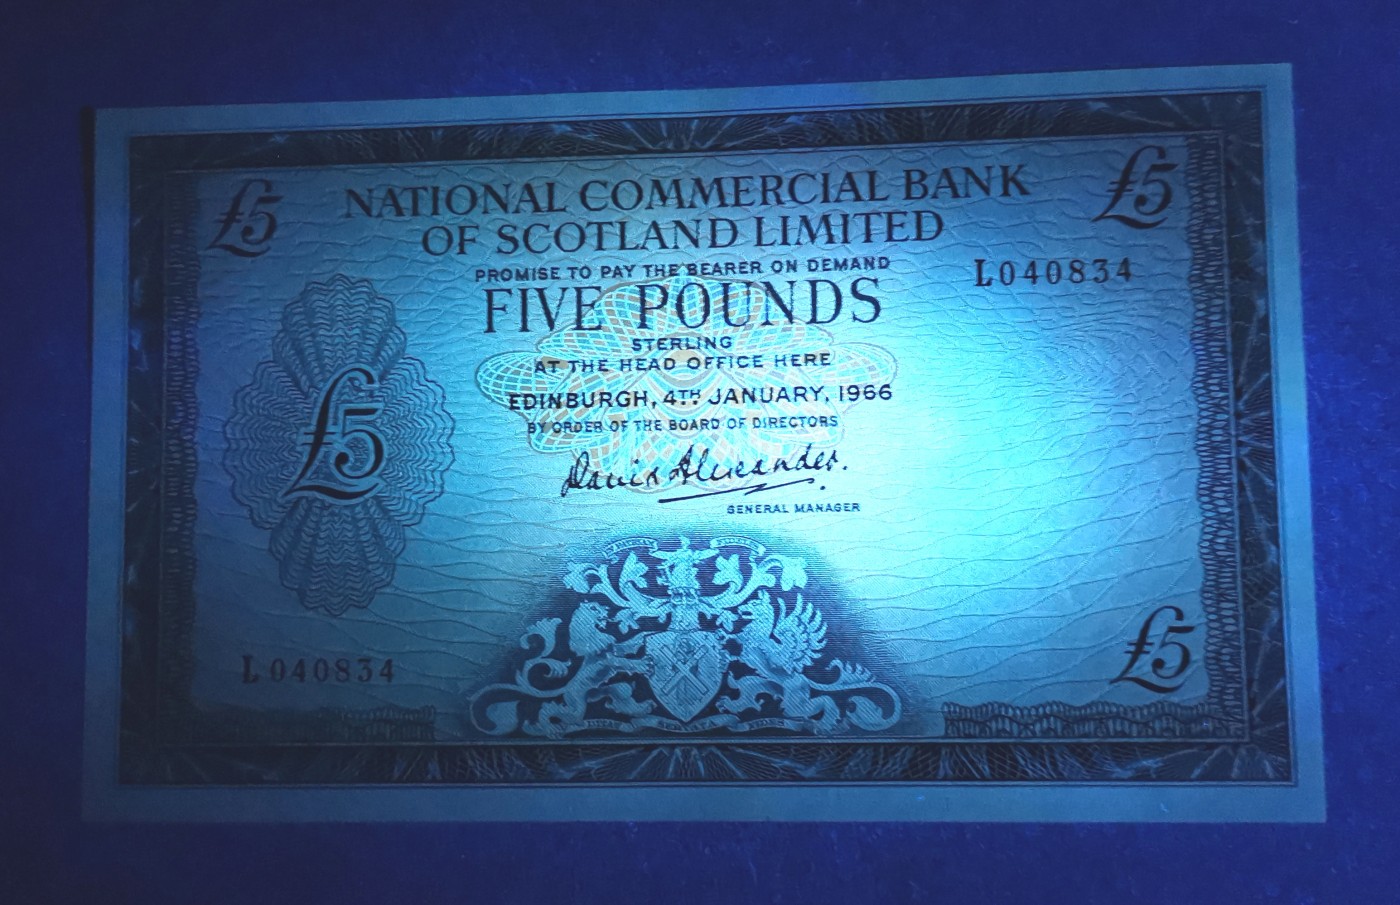 £5
£5
NATIONAL COMMERCIAL BANK
OF SCOTLAND LIMITED
PROMISE TO PAY THE BEARER ON DEMAND
L040834
FIVE POUNDS
STERLING
AT THE HEAD OFFICE HERE
EDINBURGH, 4TH JANUARY, 1966
BY ORDER OF THE BOARD OF DIRECTORS
£5
David Alexander.
GENERAL MANAGER
L 040834
£5